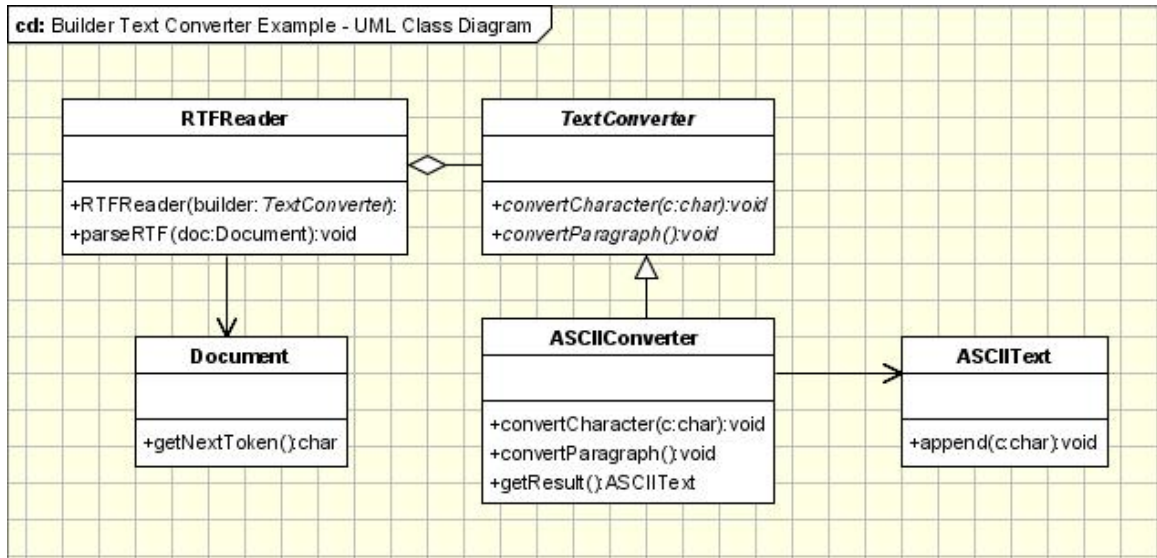 cd: Builder Text Converter Example - UML Class Diagram
RTFReader
+RTFReader(builder: TextConverter):
+parseRTF(doc:Document):void
TextConverter
+convertCharacter(c:char):void
+convertParagraph():void
Document
+getNextToken():char
ASCIIConverter
+convertCharacter(c:char):void
+convertParagraph():void
+getResult():ASCIIText
ASCIIText
+append(c:char):void